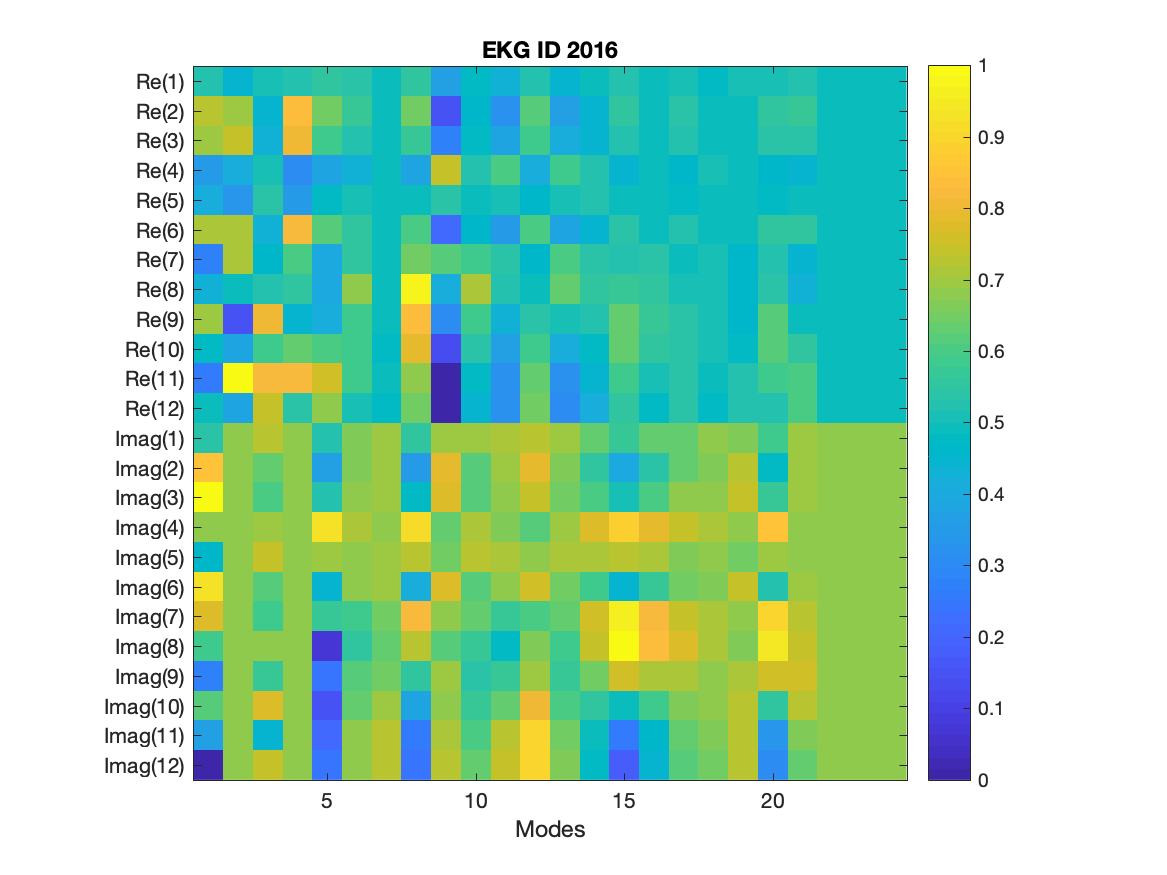 EKG ID 2016
Re(1)
Re(2)
Re(3)
Re(4)
Re(5)
Re(6)
Re(7)
Re(8)
Re(9)
Re(10)
Re(11)
Re(12)
Imag(1)
Imag(2)
Imag(3)
Imag(4)
Imag(5)
Imag(6)
Imag(7)
Imag(8)
Imag(9)
Imag(10)
Imag(11)
Imag(12)
5 10 15 20
Modes
1
0.9
0.8
0.7
0.6
0.5
0.4
0.3
0.2
0.1
0